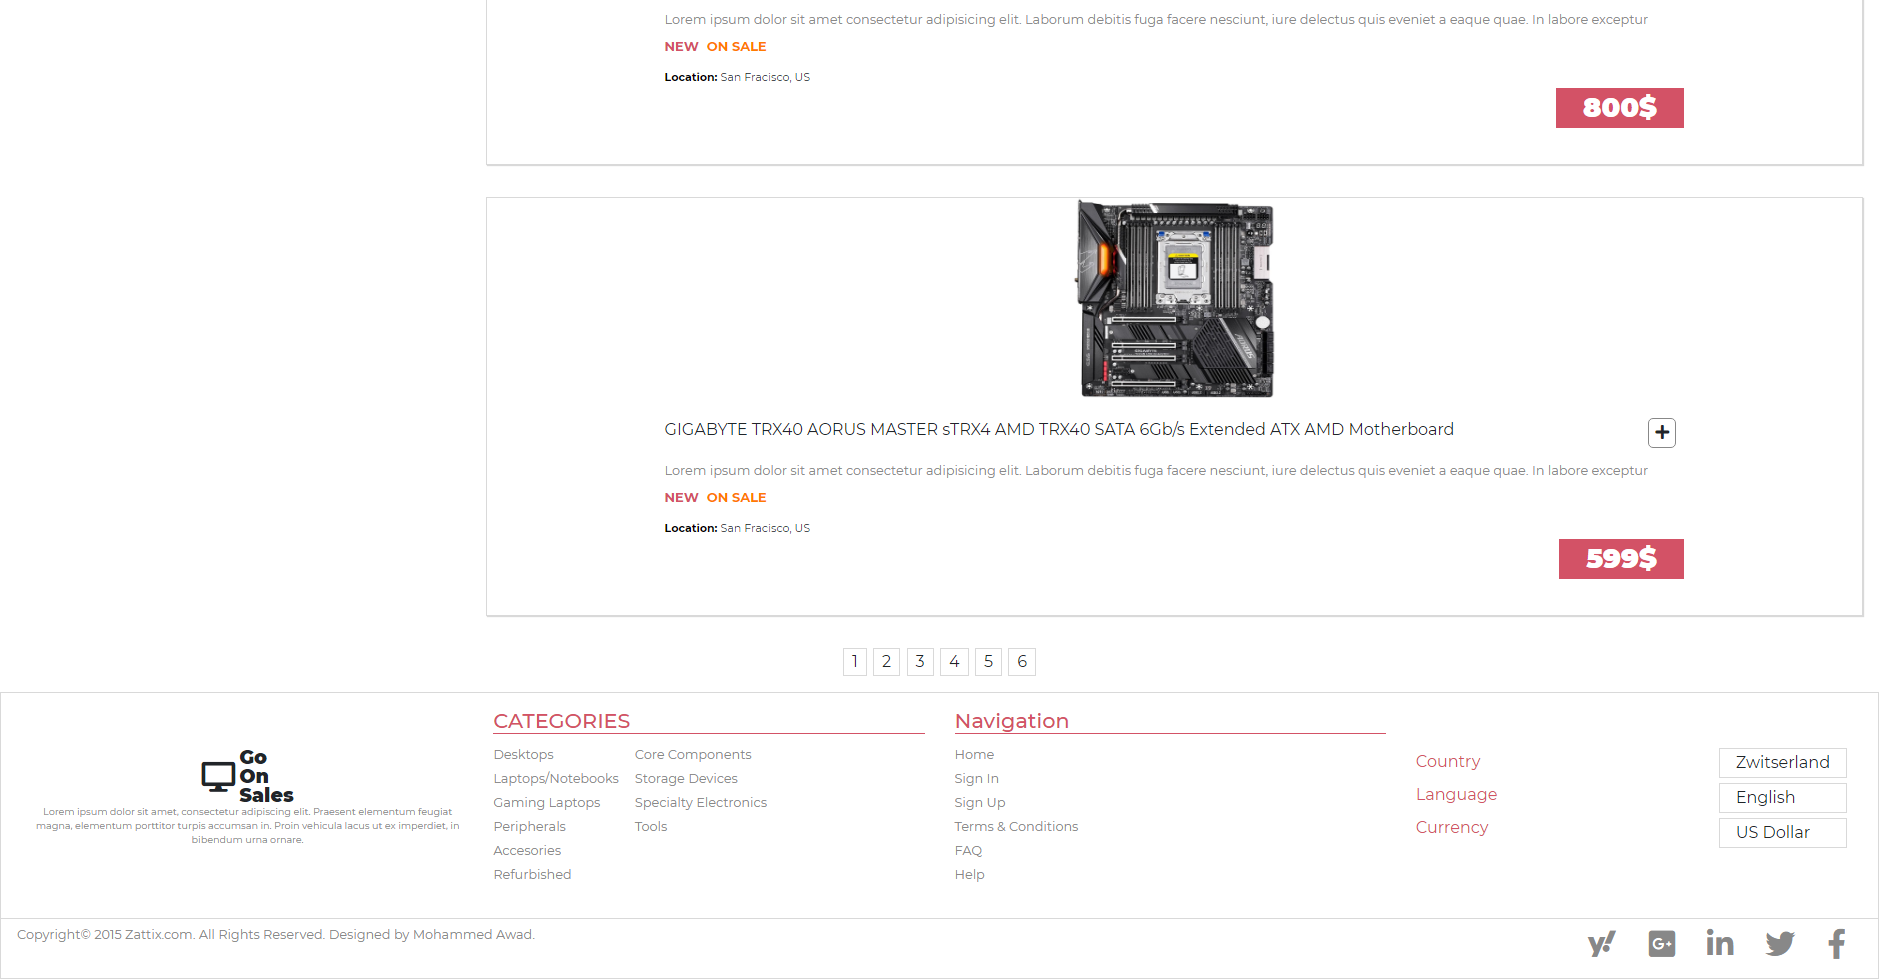 Lorem ipsum dolor sit amet consectetur adipisicing elit. Laborum debitis fuga facere nesciunt, iure delectus quis eveniet a eaque quae. In labore exceptur
NEW ON SALE
Location: San Fracisco, US
800$
GIGABYTE TRX40 AORUS MASTER sTRX4 AMD TRX40 SATA 6Gb/s Extended ATX AMD Motherboard
Lorem ipsum dolor sit amet consectetur adipisicing elit. Laborum debitis fuga facere nesciunt, iure delectus quis eveniet a eaque quae. In labore exceptur
NEW ON SALE
Location: San Fracisco, US
599$
1 2 3 4 5 6
Go
On
Sales
Lorem ipsum dolor sit amet, consectetur adipiscing elit. Praesent elementum feugiat
magna, elementum porttitor turpis accumsan in. Proin vehicula lacus ut ex imperdiet, in
bibendum urna ornare.
CATEGORIES
Desktops
Laptops/Notebooks
Gaming Laptops
Peripherals
Accesories
Refurbished
Core Components
Storage Devices
Specialty Electronics
Tools
Navigation
Home
Sign In
Sign Up
Terms & Conditions
FAQ
Help
Country
Zwitserland
Language
English
Currency
US Dollar
Copyright© 2015 Zattix.com. All Rights Reserved. Designed by Mohammed Awad.